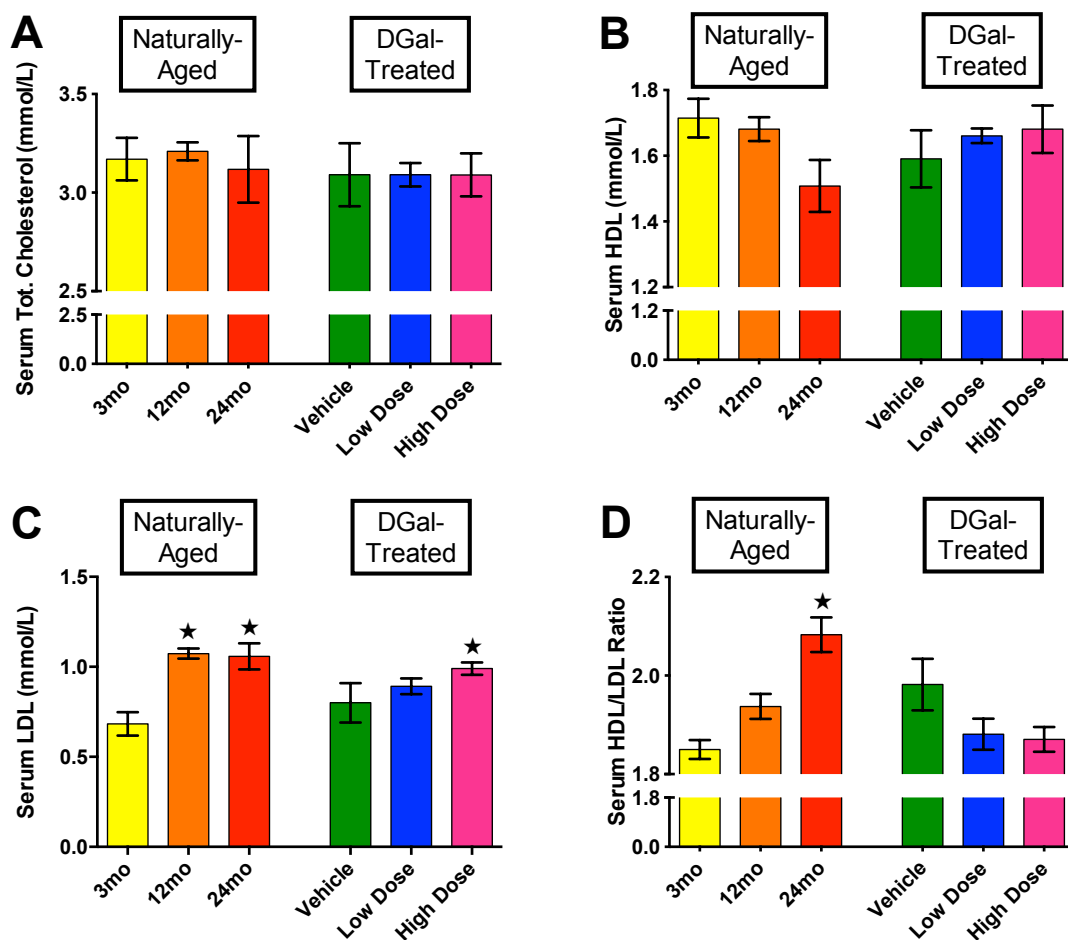 A
Naturally-
Aged
DGal-
Treated
Serum Tot. Cholesterol (mmol/L)
3.5
3.0
2.5
2.5
0.0
3mo
12mo
24mo
Vehicle
Low Dose
High Dose
B
Naturally-
Aged
DGal-
Treated
Serum HDL (mmol/L)
1.8
1.6
1.4
1.2
1.2
0.0
3mo
12mo
24mo
Vehicle
Low Dose
High Dose
C
Naturally-
Aged
DGal-
Treated
Serum LDL (mmol/L)
1.5
1.0
0.5
0.0
★
★
★
3mo
12mo
24mo
Vehicle
Low Dose
High Dose
D
Naturally-
Aged
DGal-
Treated
Serum HDL/LDL Ratio
2.2
2.0
1.8
1.8
0.0
★
3mo
12mo
24mo
Vehicle
Low Dose
High Dose